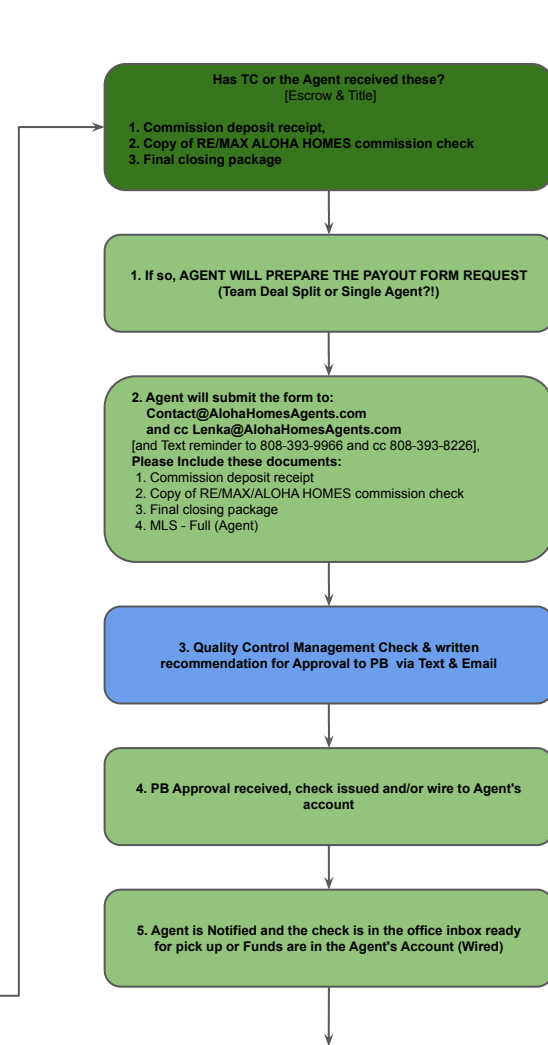 Has TC or the Agent received these?
[Escrow & Title]
1. Commission deposit receipt,
2. Copy of RE/MAX ALOHA HOMES commission check
3. Final closing package
1. If so, AGENT WILL PREPARE THE PAYOUT FORM REQUEST
(Team Deal Split or Single Agent?!)
2. Agent will submit the form to:
Contact@AlohaHomesAgents.com
and cc Lenka@AlohaHomesAgents.com
[and Text reminder to 808-393-9966 and cc 808-393-8226],
Please Include these documents:
1. Commission deposit receipt
2. Copy of RE/MAX/ALOHA HOMES commission check
3. Final closing package
4. MLS - Full (Agent)
3. Quality Control Management Check & written
recommendation for Approval to PB via Text & Email
4. PB Approval received, check issued and/or wire to Agent's
account
5. Agent is Notified and the check is in the office inbox ready
for pick up or Funds are in the Agent's Account (Wired)